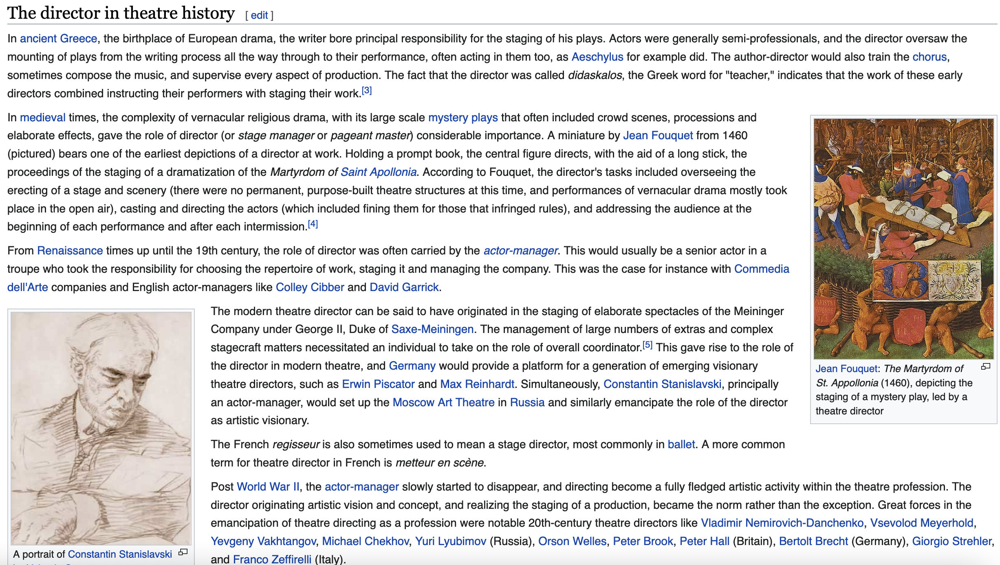 The director in theatre history [ edit ]
In ancient Greece, the birthplace of European drama, the writer bore principal responsibility for the staging of his plays. Actors were generally semi-professionals, and the director oversaw the
mounting of plays from the writing process all the way through to their performance, often acting in them too, as Aeschylus for example did. The author-director would also train the chorus,
sometimes compose the music, and supervise every aspect of production. The fact that the director was called didaskalos, the Greek word for "teacher," indicates that the work of these early
directors combined instructing their performers with staging their work.[3]
In medieval times, the complexity of vernacular religious drama, with its large scale mystery plays that often included crowd scenes, processions and
elaborate effects, gave the role of director (or stage manager or pageant master) considerable importance. A miniature by Jean Fouquet from 1460
(pictured) bears one of the earliest depictions of a director at work. Holding a prompt book, the central figure directs, with the aid of a long stick, the
proceedings of the staging of a dramatization of the Martyrdom of Saint Apollonia. According to Fouquet, the director's tasks included overseeing the
erecting of a stage and scenery (there were no permanent, purpose-built theatre structures at this time, and performances of vernacular drama mostly took
place in the open air), casting and directing the actors (which included fining them for those that infringed rules), and addressing the audience at the
beginning of each performance and after each intermission.[4]
From Renaissance times up until the 19th century, the role of director was often carried by the actor-manager. This would usually be a senior actor in a
troupe who took the responsibility for choosing the repertoire of work, staging it and managing the company. This was the case for instance with Commedia
dell'Arte companies and English actor-managers like Colley Cibber and David Garrick.
Jean Fouquet: The Martyrdom of
St. Appollonia (1460), depicting the
staging of a mystery play, led by a
theatre director
The modern theatre director can be said to have originated in the staging of elaborate spectacles of the Meininger
Company under George II, Duke of Saxe-Meiningen. The management of large numbers of extras and complex
stagecraft matters necessitated an individual to take on the role of overall coordinator.[5] This gave rise to the role of
the director in modern theatre, and Germany would provide a platform for a generation of emerging visionary
theatre directors, such as Erwin Piscator and Max Reinhardt. Simultaneously, Constantin Stanislavski, principally
an actor-manager, would set up the Moscow Art Theatre in Russia and similarly emancipate the role of the director
as artistic visionary.
The French regisseur is also sometimes used to mean a stage director, most commonly in ballet. A more common
term for theatre director in French is metteur en scène.
Post World War II, the actor-manager slowly started to disappear, and directing become a fully fledged artistic activity within the theatre profession. The
director originating artistic vision and concept, and realizing the staging of a production, became the norm rather than the exception. Great forces in the
emancipation of theatre directing as a profession were notable 20th-century theatre directors like Vladimir Nemirovich-Danchenko, Vsevolod Meyerhold,
Yevgeny Vakhtangov, Michael Chekhov, Yuri Lyubimov (Russia), Orson Welles, Peter Brook, Peter Hall (Britain), Bertolt Brecht (Germany), Giorgio Strehler,
and Franco Zeffirelli (Italy).
A portrait of Constantin Stanislavski